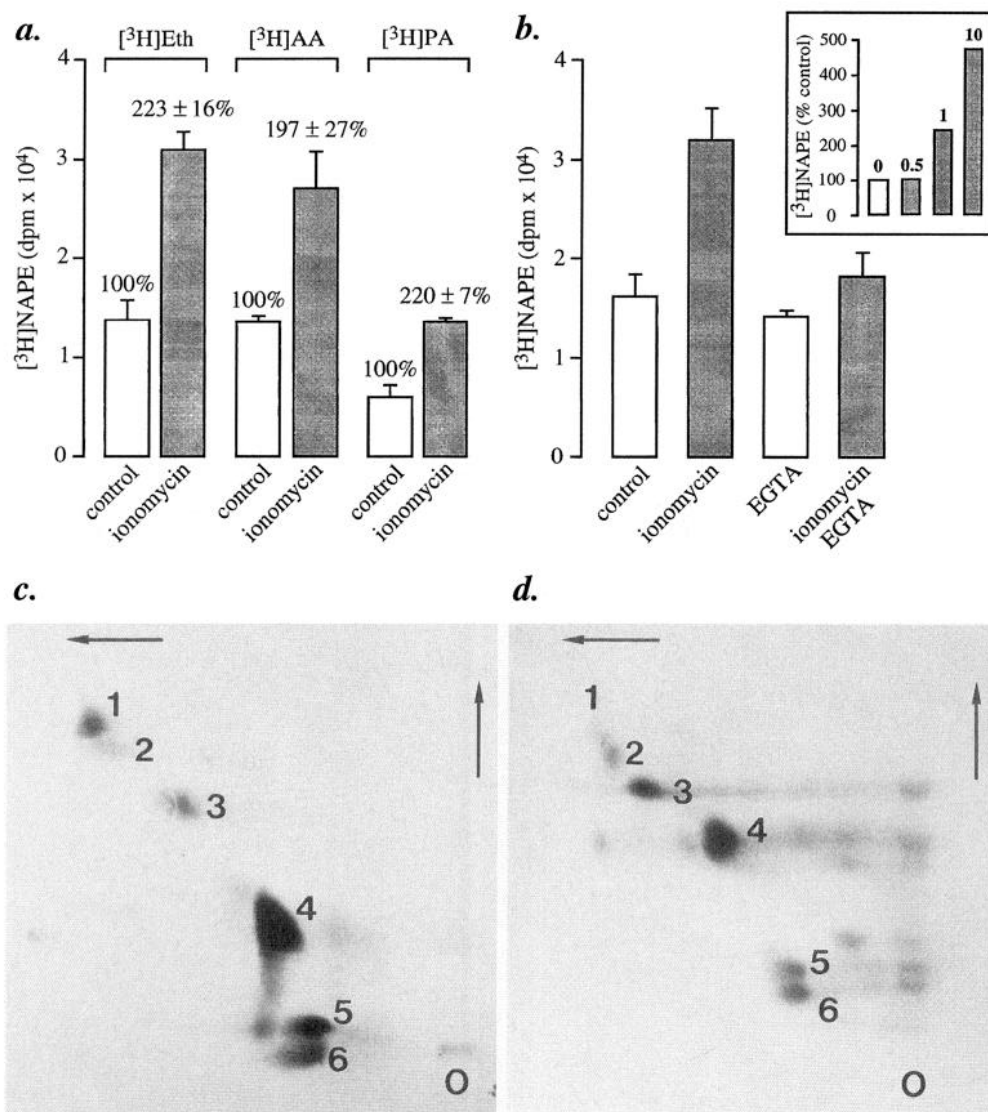 a.
[³H]Eth [³H]AA [³H]PA
[³H]NAPE (dpm x 10⁴)
4
3
2
1
0
223 ± 16%
197 ± 27%
220 ± 7%
100%
100%
100%
control
ionomycin
control
ionomycin
control
ionomycin
b.
[³H]NAPE (dpm x 10⁴)
4
3
2
1
0
control
ionomycin
EGTA
ionomycin
EGTA
[³H]NAPE (% control)
500
400
300
200
100
0
0
0.5
1
10
c.
1
2
3
4
5
6
O
d.
1
2
3
4
5
6
O